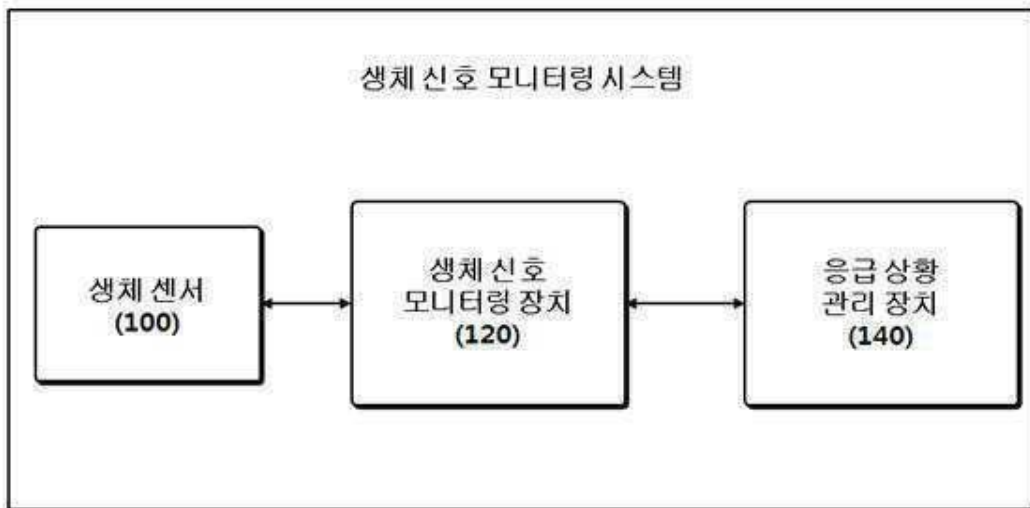 생체 신호 모니터링 시스템
생체 센서
(100)
생체 신호
모니터링 장치
(120)
응급 상황
관리 장치
(140)